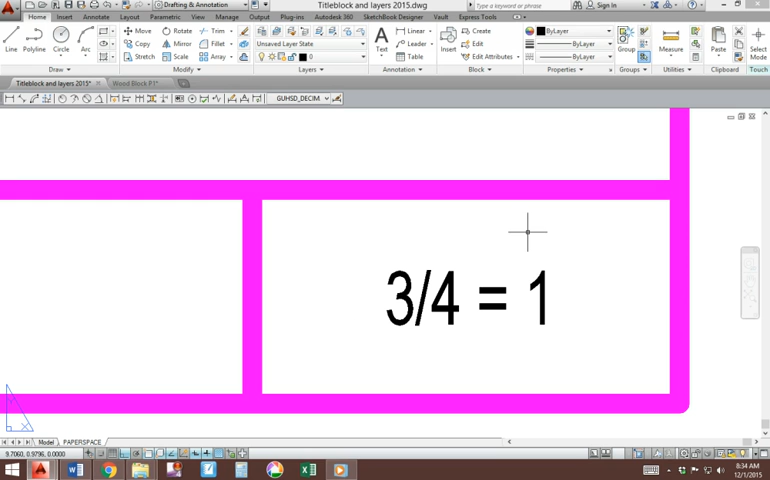 Drafting & Annotation
Titleblock and layers 2015.dwg
Type a keyword or phrase
Sign In
Home Insert Annotate Layout Parametric View Manage Output Plug-ins Autodesk 360 SketchBook Designer Vault Express Tools
Line Polyline Circle Arc
Move Rotate Trim
Copy Mirror Fillet
Stretch Scale Array
Unsaved Layer State
0
Text
Linear
Leader
Table
Insert
Create
Edit
Edit Attributes
ByLayer
ByLayer
ByLayer
Group
Measure
Paste
Select
Mode
Draw Modify Layers Annotation Block Properties Groups Utilities Clipboard Touch
Titleblock and layers 2015* Wood Block P1*
GUHSD_DECIM
3/4 = 1
X
Model PAPERSPACE
9.7060, 0.9796, 0.0000
8:34 AM
12/1/2015